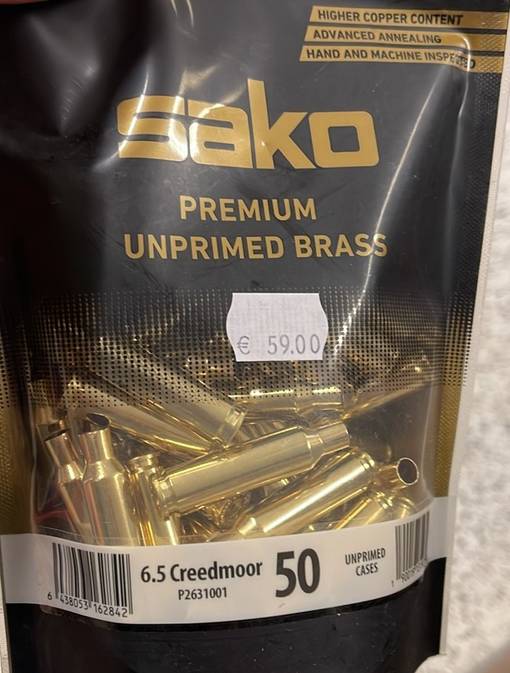 HIGHER COPPER CONTENT
ADVANCED ANNEALING
HAND AND MACHINE INSPECTED
sako
PREMIUM
UNPRIMED BRASS
€ 59.00
6.5 Creedmoor
P2631001
50
UNPRIMED
CASES
6 438053 162842